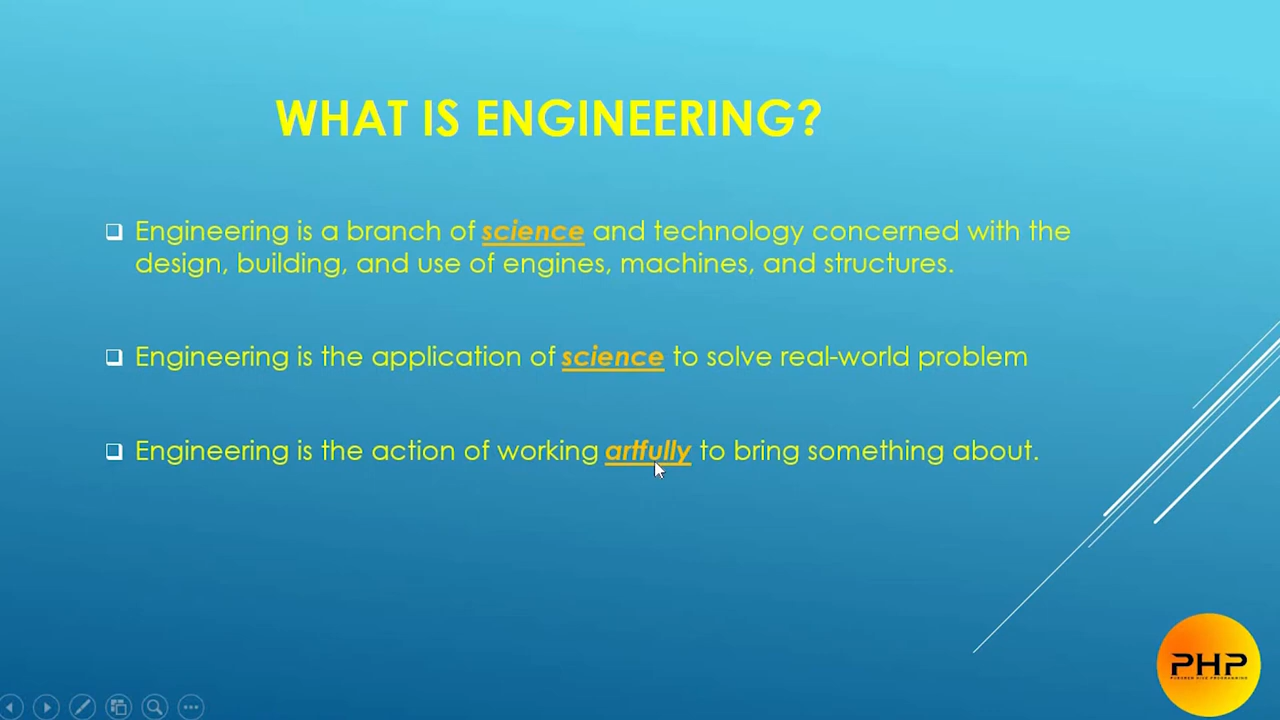 WHAT IS ENGINEERING?
Engineering is a branch of science and technology concerned with the
design, building, and use of engines, machines, and structures.
Engineering is the application of science to solve real-world problem
Engineering is the action of working artfully to bring something about.
PHP